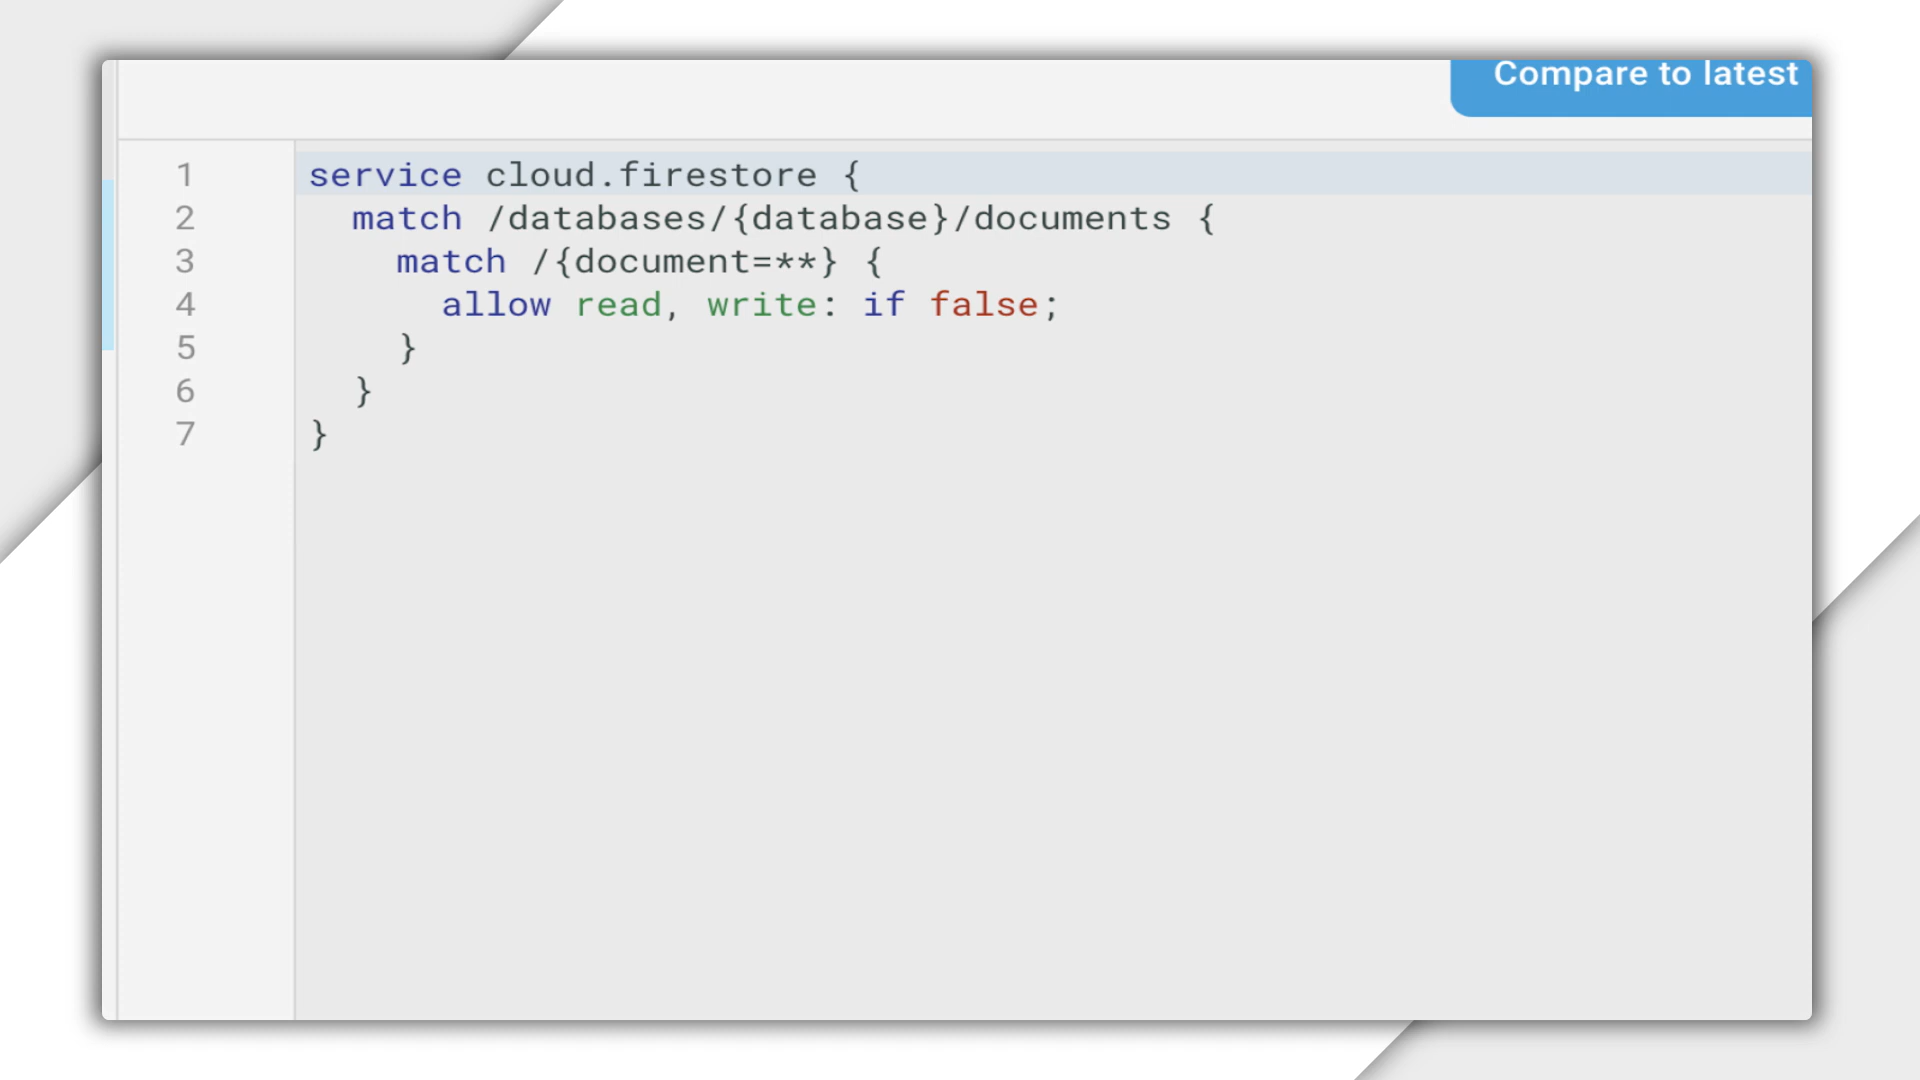 Compare to latest
1 service cloud.firestore {
2 match /databases/{database}/documents {
3 match /{document=**} {
4 allow read, write: if false;
5 }
6 }
7 }